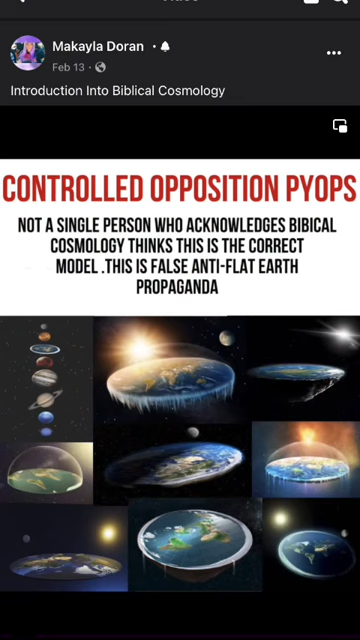 Makayla Doran
Feb 13
Introduction Into Biblical Cosmology
CONTROLLED OPPOSITION PYOPS
NOT A SINGLE PERSON WHO ACKNOWLEDGES BIBICAL
COSMOLOGY THINKS THIS IS THE CORRECT
MODEL .THIS IS FALSE ANTI-FLAT EARTH
PROPAGANDA